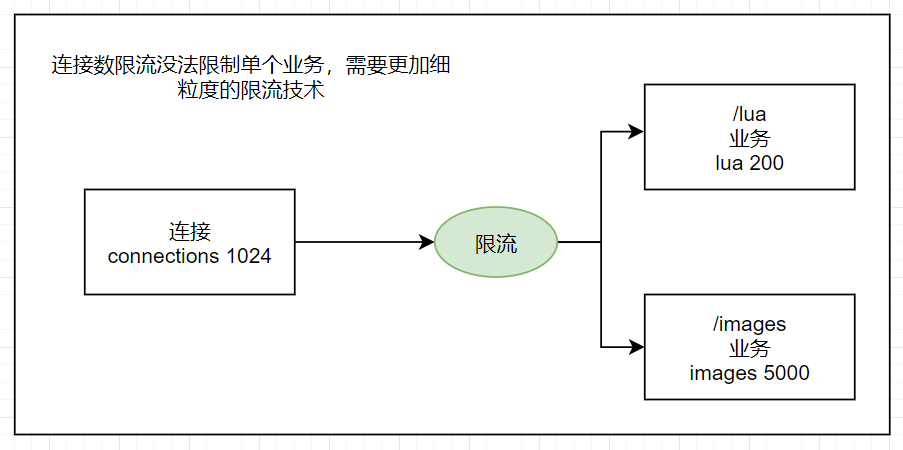 连接数限流没法限制单个业务，需要更加细
粒度的限流技术
连接
connections 1024
限流
/lua
业务
lua 200
/images
业务
images 5000